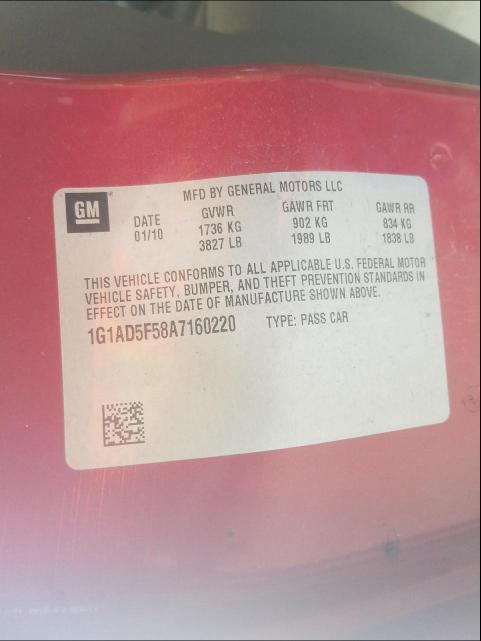 GM
MFD BY GENERAL MOTORS LLC
DATE GVWR GAWR FRT GAWR RR
01/10 1736 KG 902 KG 834 KG
3827 LB 1989 LB 1838 LB
THIS VEHICLE CONFORMS TO ALL APPLICABLE U.S. FEDERAL MOTOR
VEHICLE SAFETY, BUMPER, AND THEFT PREVENTION STANDARDS IN
EFFECT ON THE DATE OF MANUFACTURE SHOWN ABOVE.
1G1AD5F58A7160220 TYPE: PASS CAR